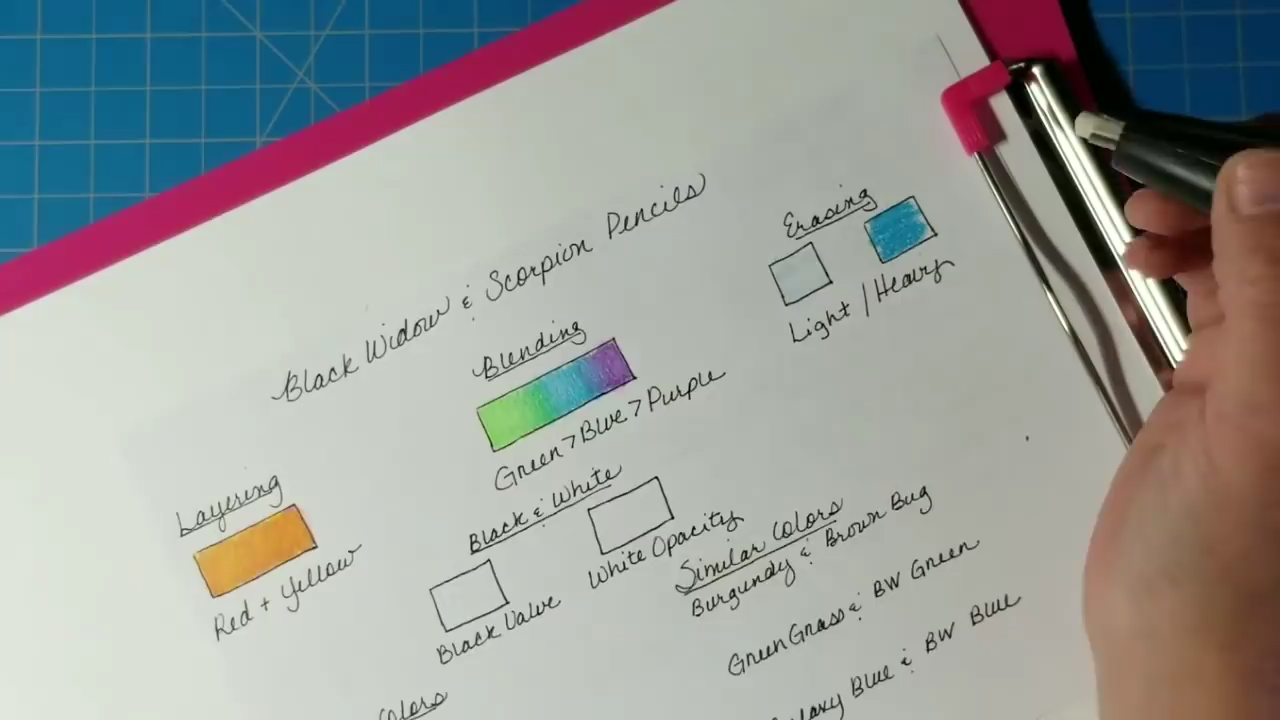 Black Widow & Scorpion Pencils
Erasing
Light / Heavy
Blending
Green > Blue > Purple
Layering
Red + Yellow
Black & White
Black Value
White Opacity
Similar Colors
Burgundy & Brown Bug
Green Grass & BW Green
Blue & BW Blue